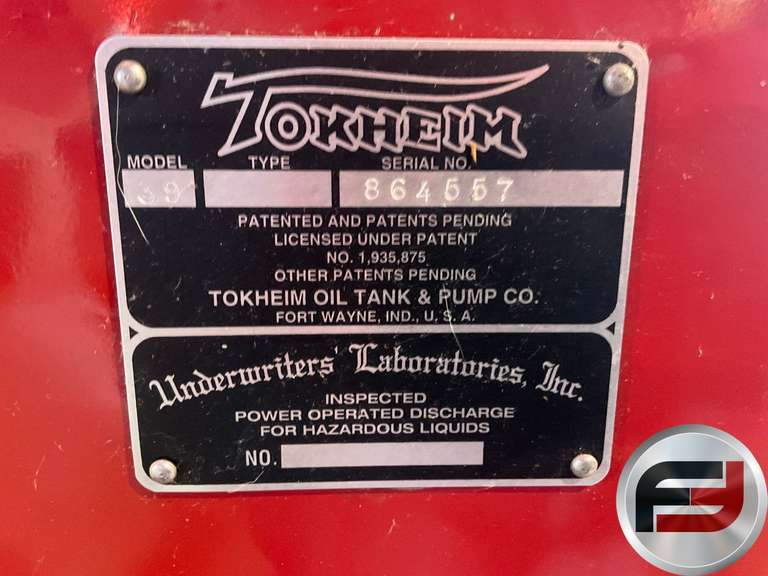 TOKHEIM
MODEL TYPE SERIAL NO.
39 864557
PATENTED AND PATENTS PENDING
LICENSED UNDER PATENT
NO. 1,935,875
OTHER PATENTS PENDING
TOKHEIM OIL TANK & PUMP CO.
FORT WAYNE, IND., U. S. A.
Underwriters' Laboratories, Inc.
INSPECTED
POWER OPERATED DISCHARGE
FOR HAZARDOUS LIQUIDS
NO.